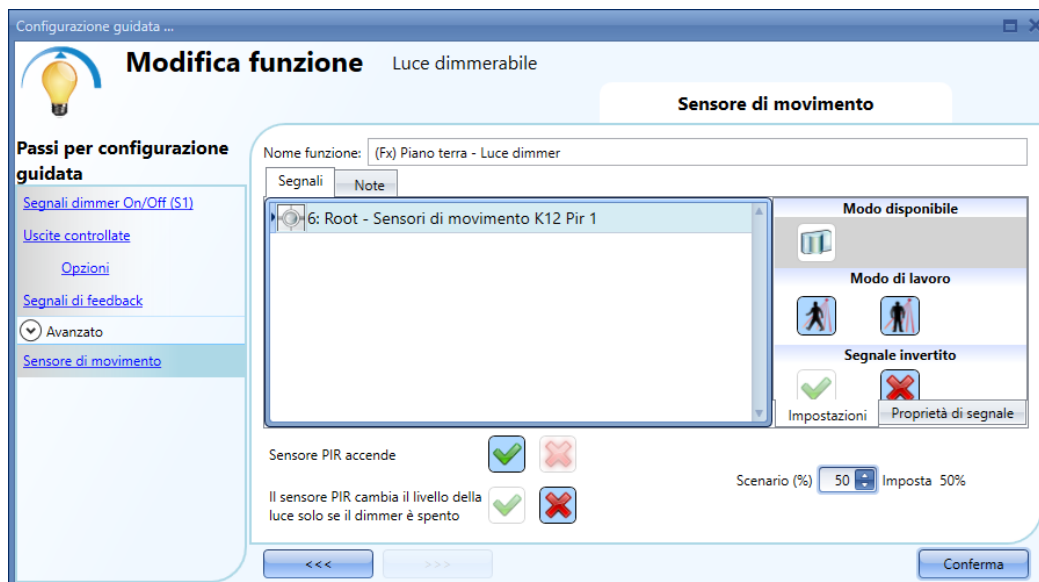 Configurazione guidata ...
Modifica funzione Luce dimmerabile
Sensore di movimento
Passi per configurazione
guidata
Segnali dimmer On/Off (S1)
Uscite controllate
Opzioni
Segnali di feedback
Avanzato
Sensore di movimento
Nome funzione: (Fx) Piano terra - Luce dimmer
Segnali Note
6: Root - Sensori di movimento K12 Pir 1
Modo disponibile
Modo di lavoro
Segnale invertito
Impostazioni Proprietà di segnale
Sensore PIR accende
Il sensore PIR cambia il livello della
luce solo se il dimmer è spento
Scenario (%) 50 Imposta 50%
<<< >>> Conferma